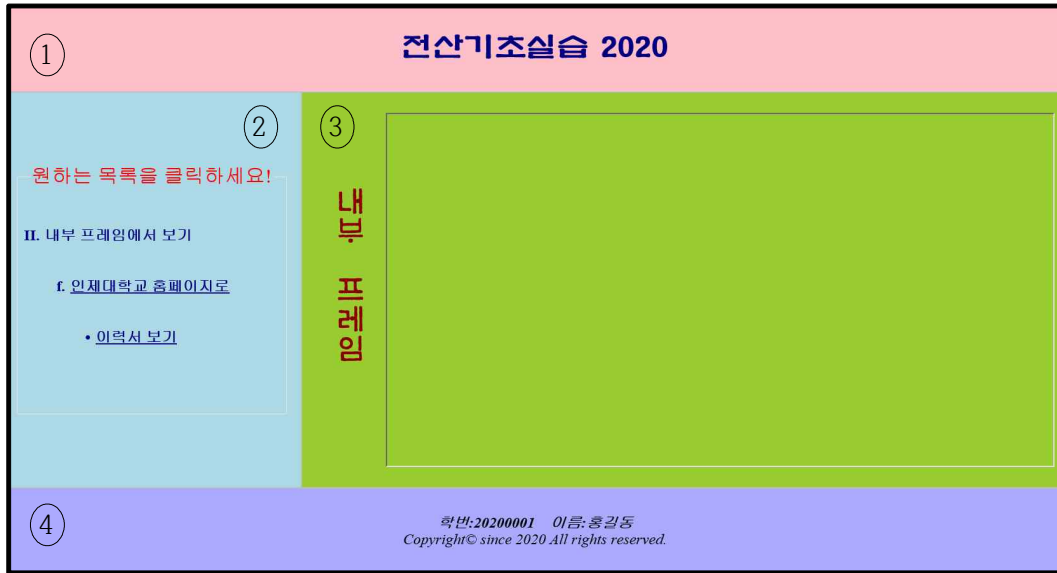 ①
전산기초실습 2020
②
원하는 목록을 클릭하세요!
II. 내부 프레임에서 보기
f. 인제대학교 홈페이지로
• 이력서 보기
③
내부 프레임
④
학번:20200001 이름:홍길동
Copyright© since 2020 All rights reserved.